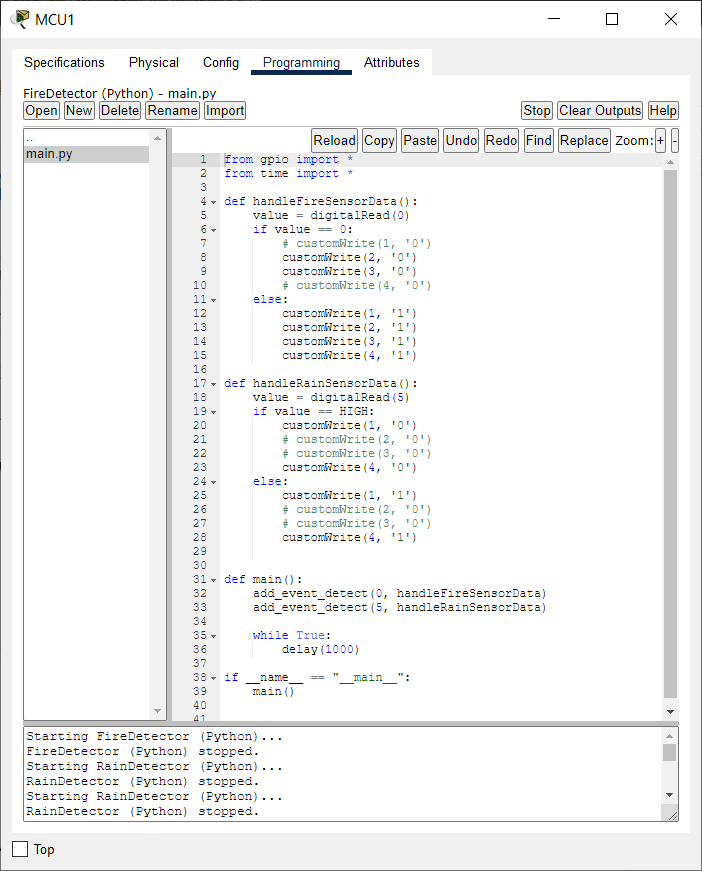 MCU1
Specifications Physical Config Programming Attributes
FireDetector (Python) - main.py
Open New Delete Rename Import Stop Clear Outputs Help
Reload Copy Paste Undo Redo Find Replace Zoom: + -
..
main.py
1 from gpio import *
2 from time import *
3
4 def handleFireSensorData():
5     value = digitalRead(0)
6     if value == 0:
7         # customWrite(1, '0')
8         customWrite(2, '0')
9         customWrite(3, '0')
10         # customWrite(4, '0')
11     else:
12         customWrite(1, '1')
13         customWrite(2, '1')
14         customWrite(3, '1')
15         customWrite(4, '1')
16
17 def handleRainSensorData():
18     value = digitalRead(5)
19     if value == HIGH:
20         customWrite(1, '0')
21         # customWrite(2, '0')
22         # customWrite(3, '0')
23         customWrite(4, '0')
24     else:
25         customWrite(1, '1')
26         # customWrite(2, '0')
27         # customWrite(3, '0')
28         customWrite(4, '1')
29
30
31 def main():
32     add_event_detect(0, handleFireSensorData)
33     add_event_detect(5, handleRainSensorData)
34
35     while True:
36         delay(1000)
37
38 if __name__ == "__main__":
39     main()
40
41
Starting FireDetector (Python)...
FireDetector (Python) stopped.
Starting RainDetector (Python)...
RainDetector (Python) stopped.
Starting RainDetector (Python)...
RainDetector (Python) stopped.
Top